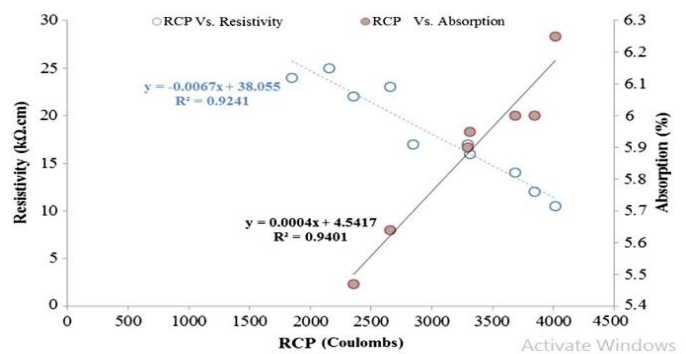 RCP Vs. Resistivity
RCP Vs. Absorption
30
25
20
15
10
5
0
Resistivity (kΩ.cm)
y = -0.0067x + 38.055
R² = 0.9241
y = 0.0004x + 4.5417
R² = 0.9401
6.3
6.2
6.1
6
5.9
5.8
5.7
5.6
5.5
5.4
Absorption (%)
0 500 1000 1500 2000 2500 3000 3500 4000 4500
RCP (Coulombs)
Activate Windows